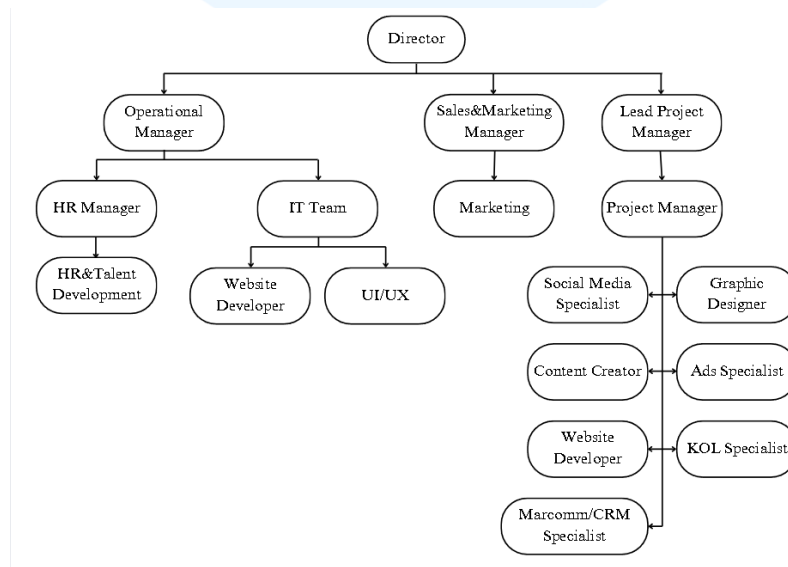 Director
Operational
Manager
Sales&Marketing
Manager
Lead Project
Manager
HR Manager
IT Team
Marketing
Project Manager
HR&Talent
Development
Website
Developer
UI/UX
Social Media
Specialist
Graphic
Designer
Content Creator
Ads Specialist
Website
Developer
KOL Specialist
Marcomm/CRM
Specialist